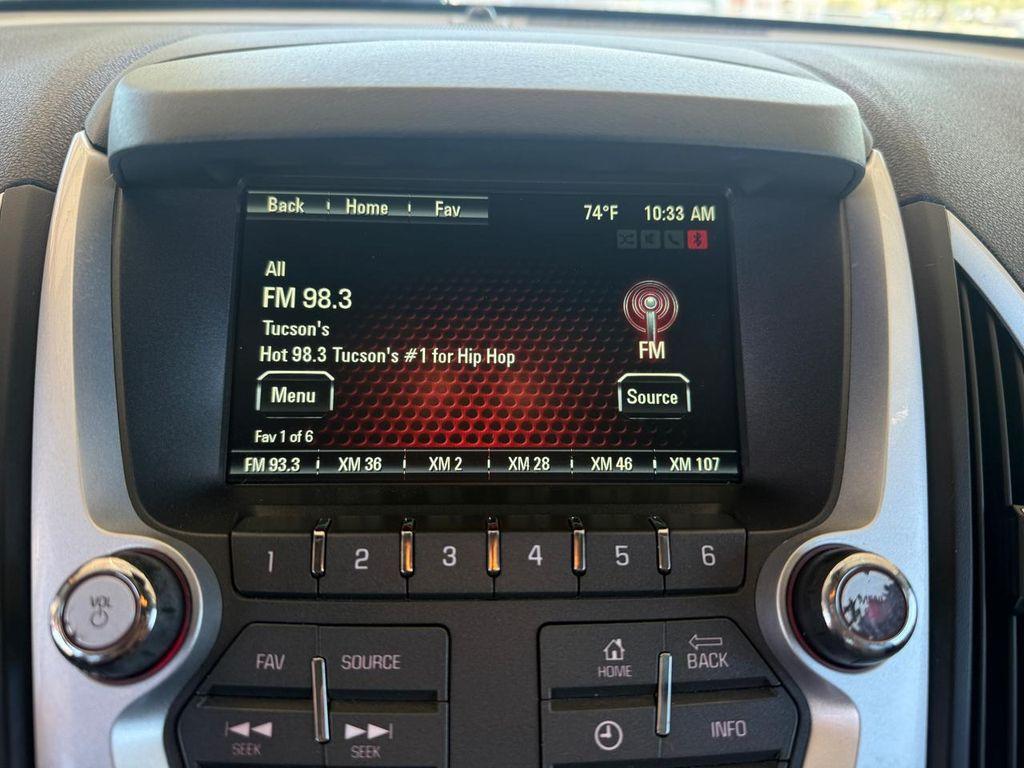 Back Home Fav 74°F 10:33 AM
All
FM 98.3
Tucson's
Hot 98.3 Tucson's #1 for Hip Hop
FM
Menu Source
Fav 1 of 6
FM 93.3 XM 36 XM 2 XM 28 XM 46 XM 107
1 2 3 4 5 6
VOL MENU
FAV SOURCE HOME BACK
SEEK SEEK INFO